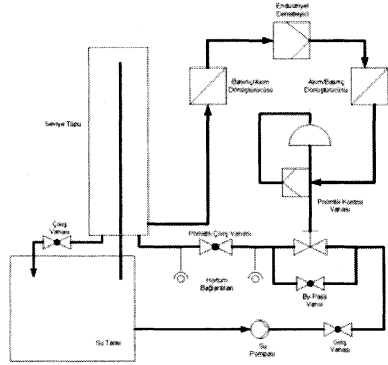 Endüstriyel
Denetleyici
Basınç/Akım
Dönüştürücüsü
Akım/Basınç
Dönüştürücüsü
Seviye Tüpü
Pnömatik Kontrol
Vanası
Çıkış
Vanası
Pnömatik Çıkış Vanası
Hortum
Bağlantıları
By-Pass
Vanası
Su Tankı
Su
Pompası
Giriş
Vanası